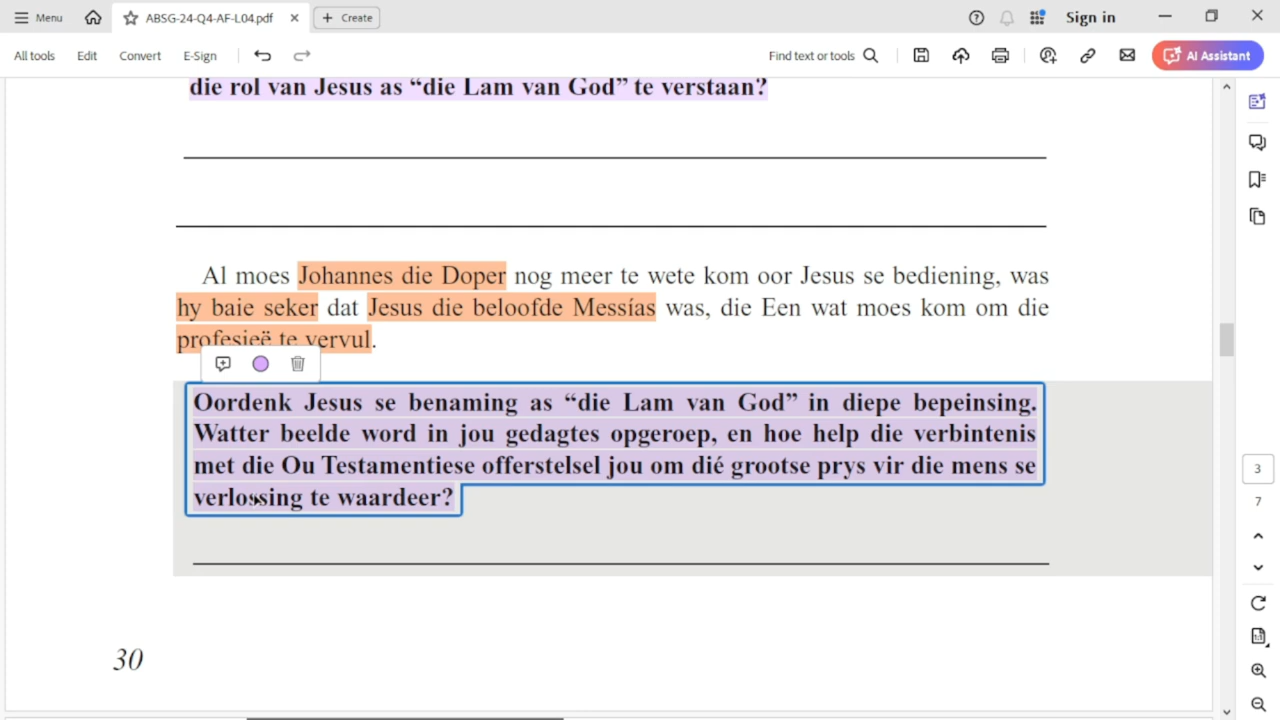 Menu
ABSG-24-Q4-AF-L04.pdf
Create
Sign in
All tools
Edit
Convert
E-Sign
Find text or tools
AI Assistant
die rol van Jesus as “die Lam van God” te verstaan?
Al moes Johannes die Doper nog meer te wete kom oor Jesus se bediening, was
hy baie seker dat Jesus die beloofde Messías was, die Een wat moes kom om die
profesieë te vervul.
Oordenk Jesus se benaming as “die Lam van God” in diepe bepeinsing.
Watter beelde word in jou gedagtes opgeroep, en hoe help die verbintenis
met die Ou Testamentiese offerstelsel jou om dié grootse prys vir die mens se
verlossing te waardeer?
3
7
30